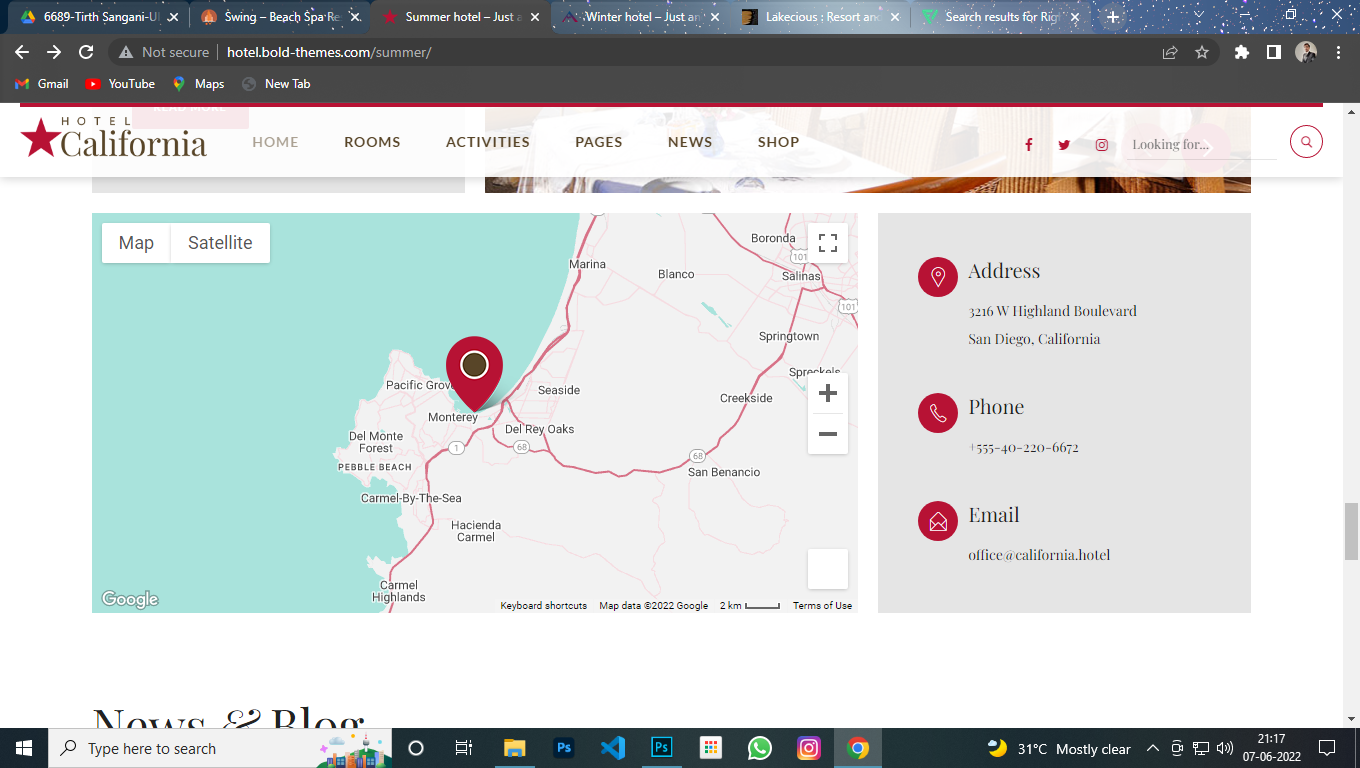 6689-Tirth Sangani-UI
Swing – Beach Spa Re
Summer hotel – Just a
Winter hotel – Just an
Lakecious : Resort and
Search results for Rig
Not secure
hotel.bold-themes.com/summer/
Gmail
YouTube
Maps
New Tab
HOTEL
California
HOME
ROOMS
ACTIVITIES
PAGES
NEWS
SHOP
Looking for...
Map
Satellite
Marina
Blanco
Boronda
101
Salinas
101
Springtown
Spreckels
Pacific Grove
Seaside
Creekside
Monterey
Del Rey Oaks
Del Monte
Forest
1
68
68
PEBBLE BEACH
San Benancio
Carmel-By-The-Sea
Hacienda
Carmel
Carmel
Highlands
Google
Keyboard shortcuts
Map data ©2022 Google
2 km
Terms of Use
Address
3216 W Highland Boulevard
San Diego, California
Phone
+555-40-220-6672
Email
office@california.hotel
News & Blog
Type here to search
Ps
Ps
31°C Mostly clear
21:17
07-06-2022